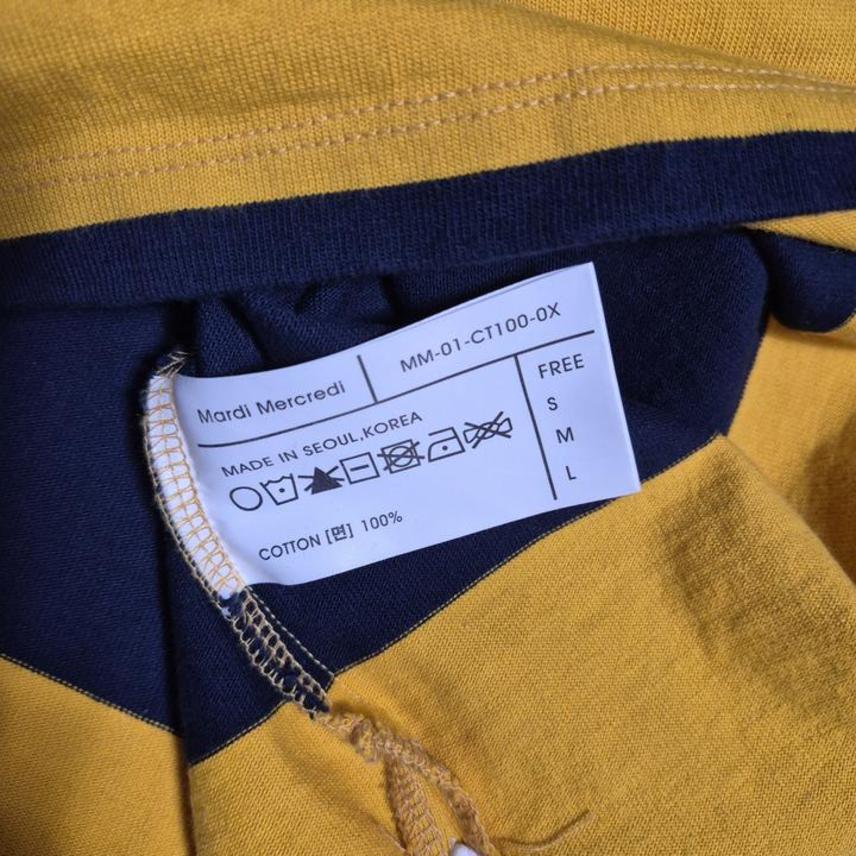 Mardi Mercredi
MM-01-CT100-0X
MADE IN SEOUL,KOREA
COTTON [면] 100%
FREE
S
M
L